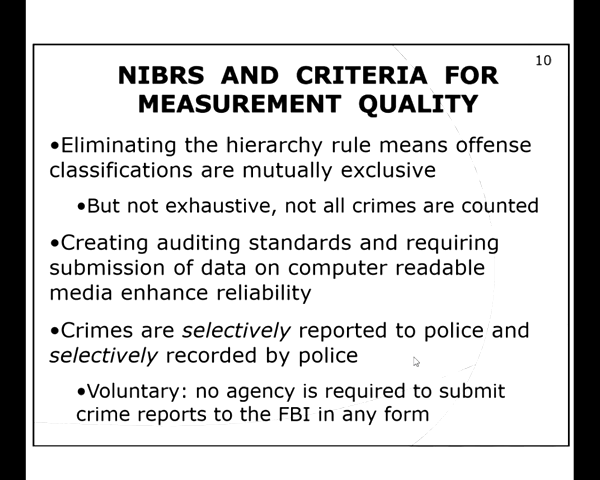 10
NIBRS AND CRITERIA FOR
MEASUREMENT QUALITY
•Eliminating the hierarchy rule means offense
classifications are mutually exclusive
•But not exhaustive, not all crimes are counted
•Creating auditing standards and requiring
submission of data on computer readable
media enhance reliability
•Crimes are selectively reported to police and
selectively recorded by police
•Voluntary: no agency is required to submit
crime reports to the FBI in any form